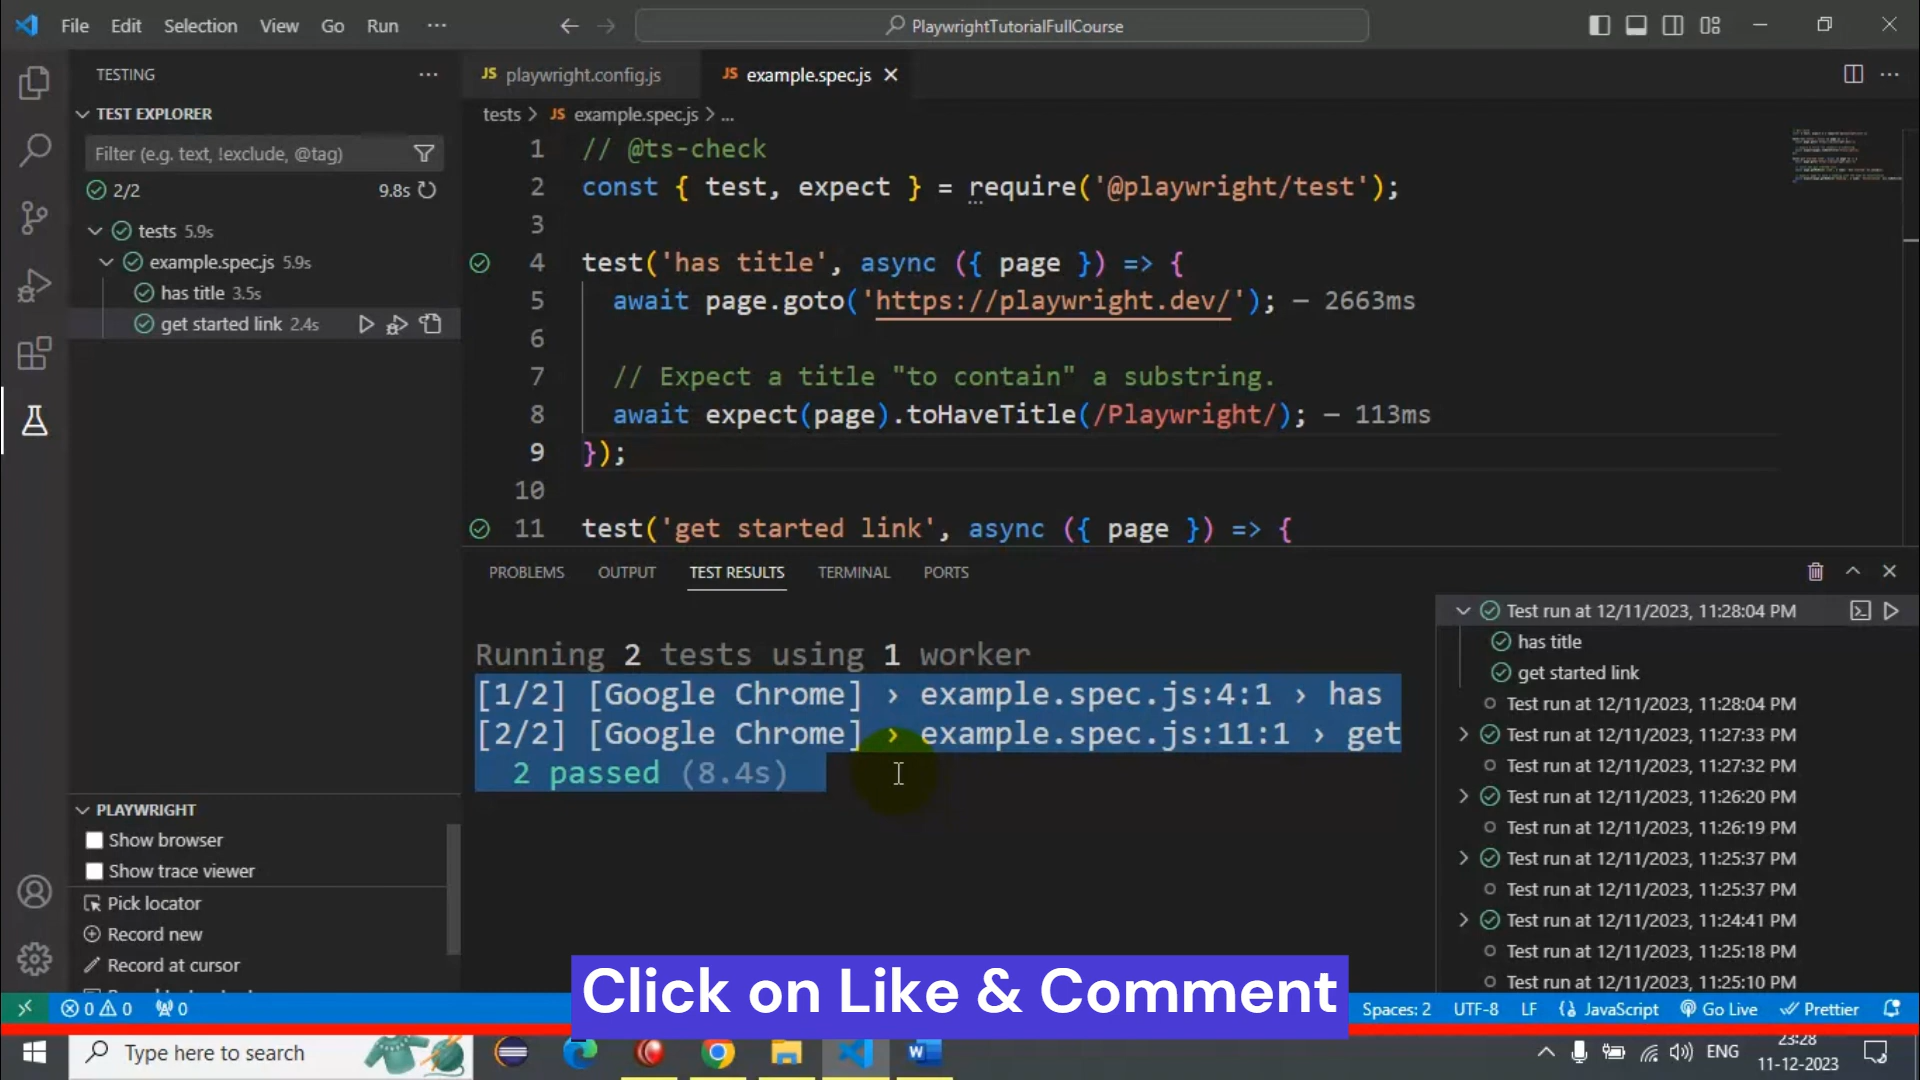 File Edit Selection View Go Run ···
PlaywrightTutorialFullCourse
TESTING
TEST EXPLORER
Filter (e.g. text, !exclude, @tag)
2/2
9.8s
tests 5.9s
example.spec.js 5.9s
has title 3.5s
get started link 2.4s
JS playwright.config.js
JS example.spec.js
tests > JS example.spec.js > ...
1 // @ts-check
2 const { test, expect } = require('@playwright/test');
3
4 test('has title', async ({ page }) => {
5 await page.goto('https://playwright.dev/'); — 2663ms
6
7 // Expect a title "to contain" a substring.
8 await expect(page).toHaveTitle(/Playwright/); — 113ms
9 });
10
11 test('get started link', async ({ page }) => {
PROBLEMS OUTPUT TEST RESULTS TERMINAL PORTS
Running 2 tests using 1 worker
[1/2] [Google Chrome] › example.spec.js:4:1 › has
[2/2] [Google Chrome] › example.spec.js:11:1 › get
2 passed (8.4s)
Test run at 12/11/2023, 11:28:04 PM
has title
get started link
Test run at 12/11/2023, 11:28:04 PM
Test run at 12/11/2023, 11:27:33 PM
Test run at 12/11/2023, 11:27:32 PM
Test run at 12/11/2023, 11:26:20 PM
Test run at 12/11/2023, 11:26:19 PM
Test run at 12/11/2023, 11:25:37 PM
Test run at 12/11/2023, 11:25:37 PM
Test run at 12/11/2023, 11:24:41 PM
Test run at 12/11/2023, 11:25:18 PM
Test run at 12/11/2023, 11:25:10 PM
PLAYWRIGHT
Show browser
Show trace viewer
Pick locator
Record new
Record at cursor
Click on Like & Comment
0 0 0
Spaces: 2 UTF-8 LF {} JavaScript Go Live Prettier
Type here to search
ENG
23:28
11-12-2023